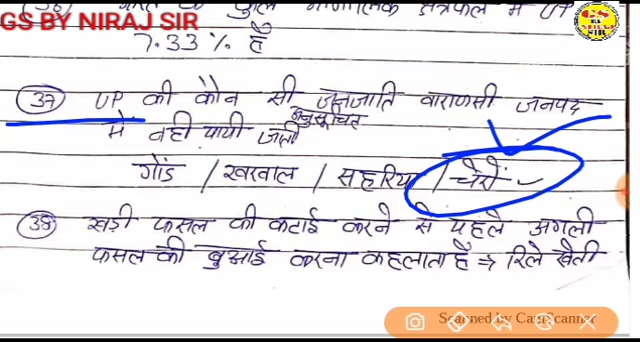 GS BY NIRAJ SIR
में UP
7.33% है
(37) UP की कौन सी अनुसूचित जनजाति वाराणसी जनपद
में नही पायी जाती
गोंड / खरवाल / सहरिया / चेरो
(38) खड़ी फसल की कटाई करने से पहले अगली
फसल की बुआई करना कहलाता है ⇒ रिले खेती
Scanned by CamScanner